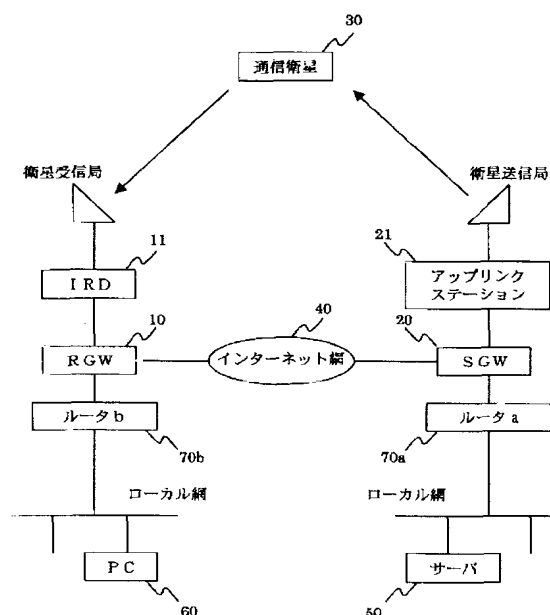 30
通信衛星
衛星受信局
衛星送信局
11
21
IRD
アップリンク
ステーション
10
40
20
RGW
インターネット網
SGW
ルータb
ルータa
70b
70a
ローカル網
ローカル網
PC
サーバ
60
50